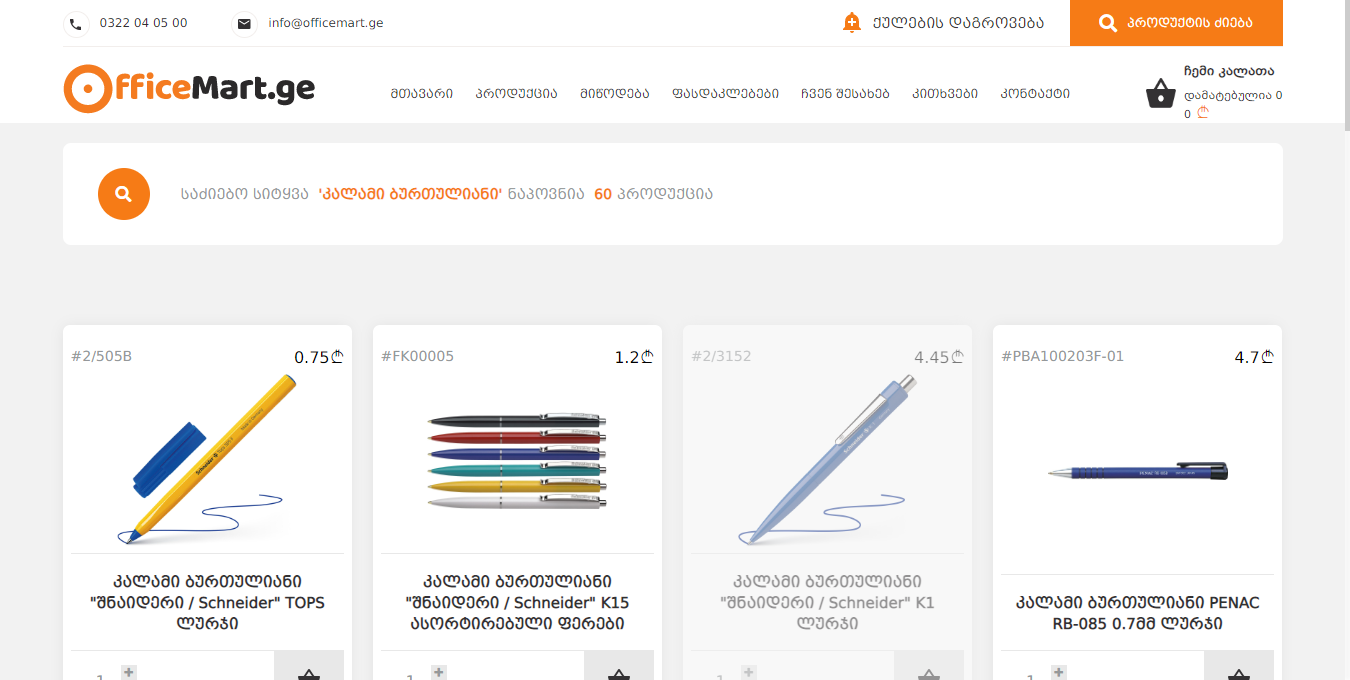 0322 04 05 00
info@officemart.ge
ᲥᲣᲚᲔᲑᲘᲡ ᲓᲐᲒᲠᲝᲕᲔᲑᲐ
ᲞᲠᲝᲓᲣᲥᲢᲘᲡ ᲫᲘᲔᲑᲐ
OfficeMart.ge
ᲛᲗᲐᲕᲐᲠᲘ
ᲞᲠᲝᲓᲣᲥᲪᲘᲐ
ᲛᲘᲬᲝᲓᲔᲑᲐ
ᲤᲐᲡᲓᲐᲙᲚᲔᲑᲔᲑᲘ
ᲩᲕᲔᲜ ᲨᲔᲡᲐᲮᲔᲑ
ᲙᲘᲗᲮᲕᲔᲑᲘ
ᲙᲝᲜᲢᲐᲥᲢᲘ
ჩემი კალათა
დამატებულია 0
0 ₾
ᲡᲐᲫᲘᲔᲑᲝ ᲡᲘᲢᲧᲕᲐ 'ᲙᲐᲚᲐᲛᲘ ᲑᲣᲠᲗᲣᲚᲘᲐᲜᲘ' ᲜᲐᲞᲝᲕᲜᲘᲐ 60 ᲞᲠᲝᲓᲣᲥᲪᲘᲐ
#2/505B 0.75₾
ᲙᲐᲚᲐᲛᲘ ᲑᲣᲠᲗᲣᲚᲘᲐᲜᲘ
"ᲨᲜᲐᲘᲓᲔᲠᲘ / Schneider" TOPS
ᲚᲣᲠᲯᲘ
1 +
#FK00005 1.2₾
ᲙᲐᲚᲐᲛᲘ ᲑᲣᲠᲗᲣᲚᲘᲐᲜᲘ
"ᲨᲜᲐᲘᲓᲔᲠᲘ / Schneider" K15
ᲐᲡᲝᲠᲢᲘᲠᲔᲑᲣᲚᲘ ᲤᲔᲠᲔᲑᲘ
1 +
#2/3152 4.45₾
ᲙᲐᲚᲐᲛᲘ ᲑᲣᲠᲗᲣᲚᲘᲐᲜᲘ
"ᲨᲜᲐᲘᲓᲔᲠᲘ / Schneider" K1
ᲚᲣᲠᲯᲘ
1 +
#PBA100203F-01 4.7₾
ᲙᲐᲚᲐᲛᲘ ᲑᲣᲠᲗᲣᲚᲘᲐᲜᲘ PENAC
RB-085 0.7ᲛᲛ ᲚᲣᲠᲯᲘ
1 +